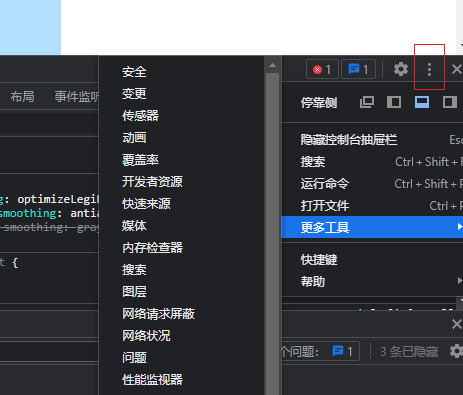 1 1
布局 事件监听
安全
变更
传感器
动画
覆盖率
开发者资源
快速来源
媒体
内存检查器
搜索
图层
网络请求屏蔽
网络状况
问题
性能监视器
停靠侧
隐藏控制台抽屉栏 Esc
搜索 Ctrl + Shift + F
运行命令 Ctrl + Shift +
打开文件 Ctrl + P
更多工具
快捷键
帮助
ng: optimizeLegi
smoothing: antia
smoothing: gray
t {
个问题: 1 3 条已隐藏